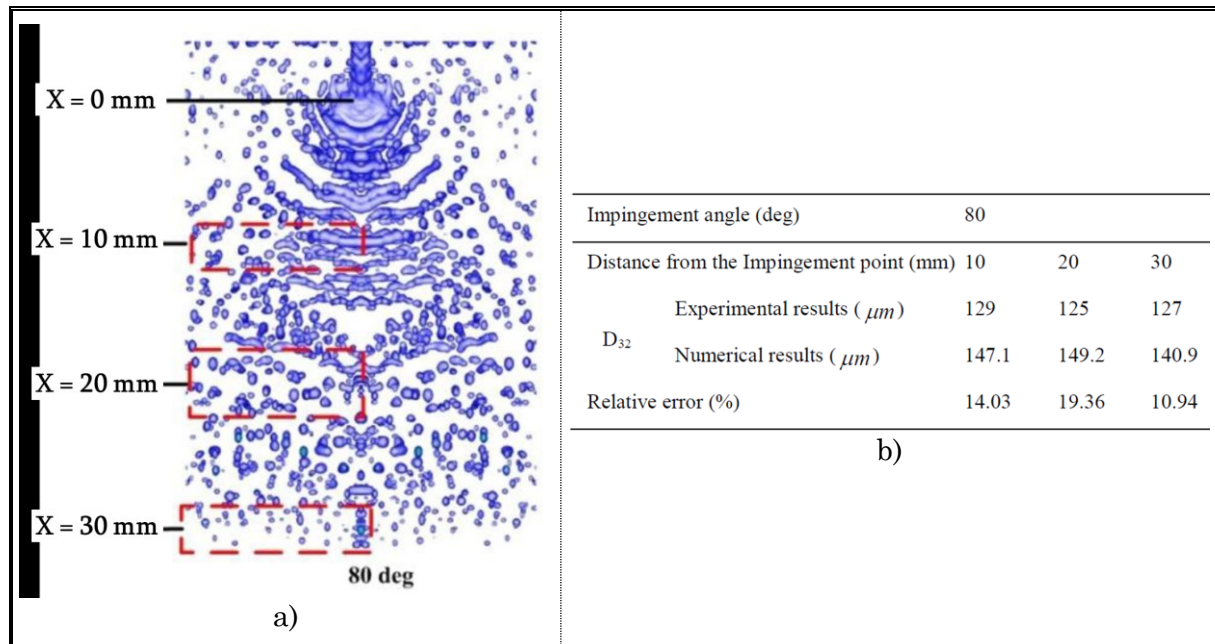 X = 0 mm
X = 10 mm
X = 20 mm
X = 30 mm
80 deg
a)
Impingement angle (deg) 80
Distance from the Impingement point (mm) 10 20 30
Experimental results ( μm ) 129 125 127
D₃₂
Numerical results ( μm ) 147.1 149.2 140.9
Relative error (%) 14.03 19.36 10.94
b)